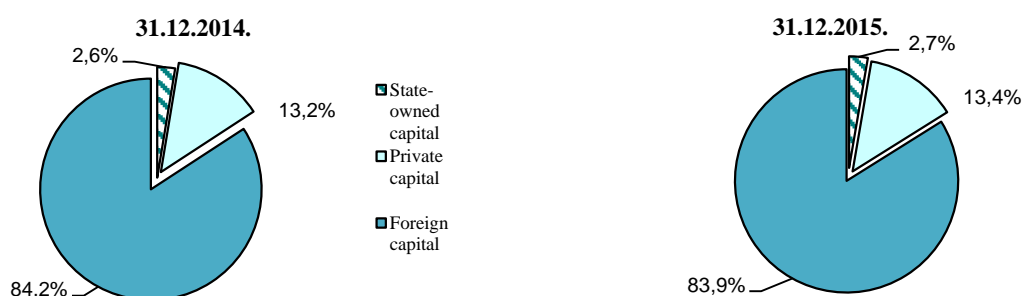 31.12.2014.
2,6%
13,2%
84.2%
State-
owned
capital
Private
capital
Foreign
capital
31.12.2015.
2,7%
13,4%
83,9%